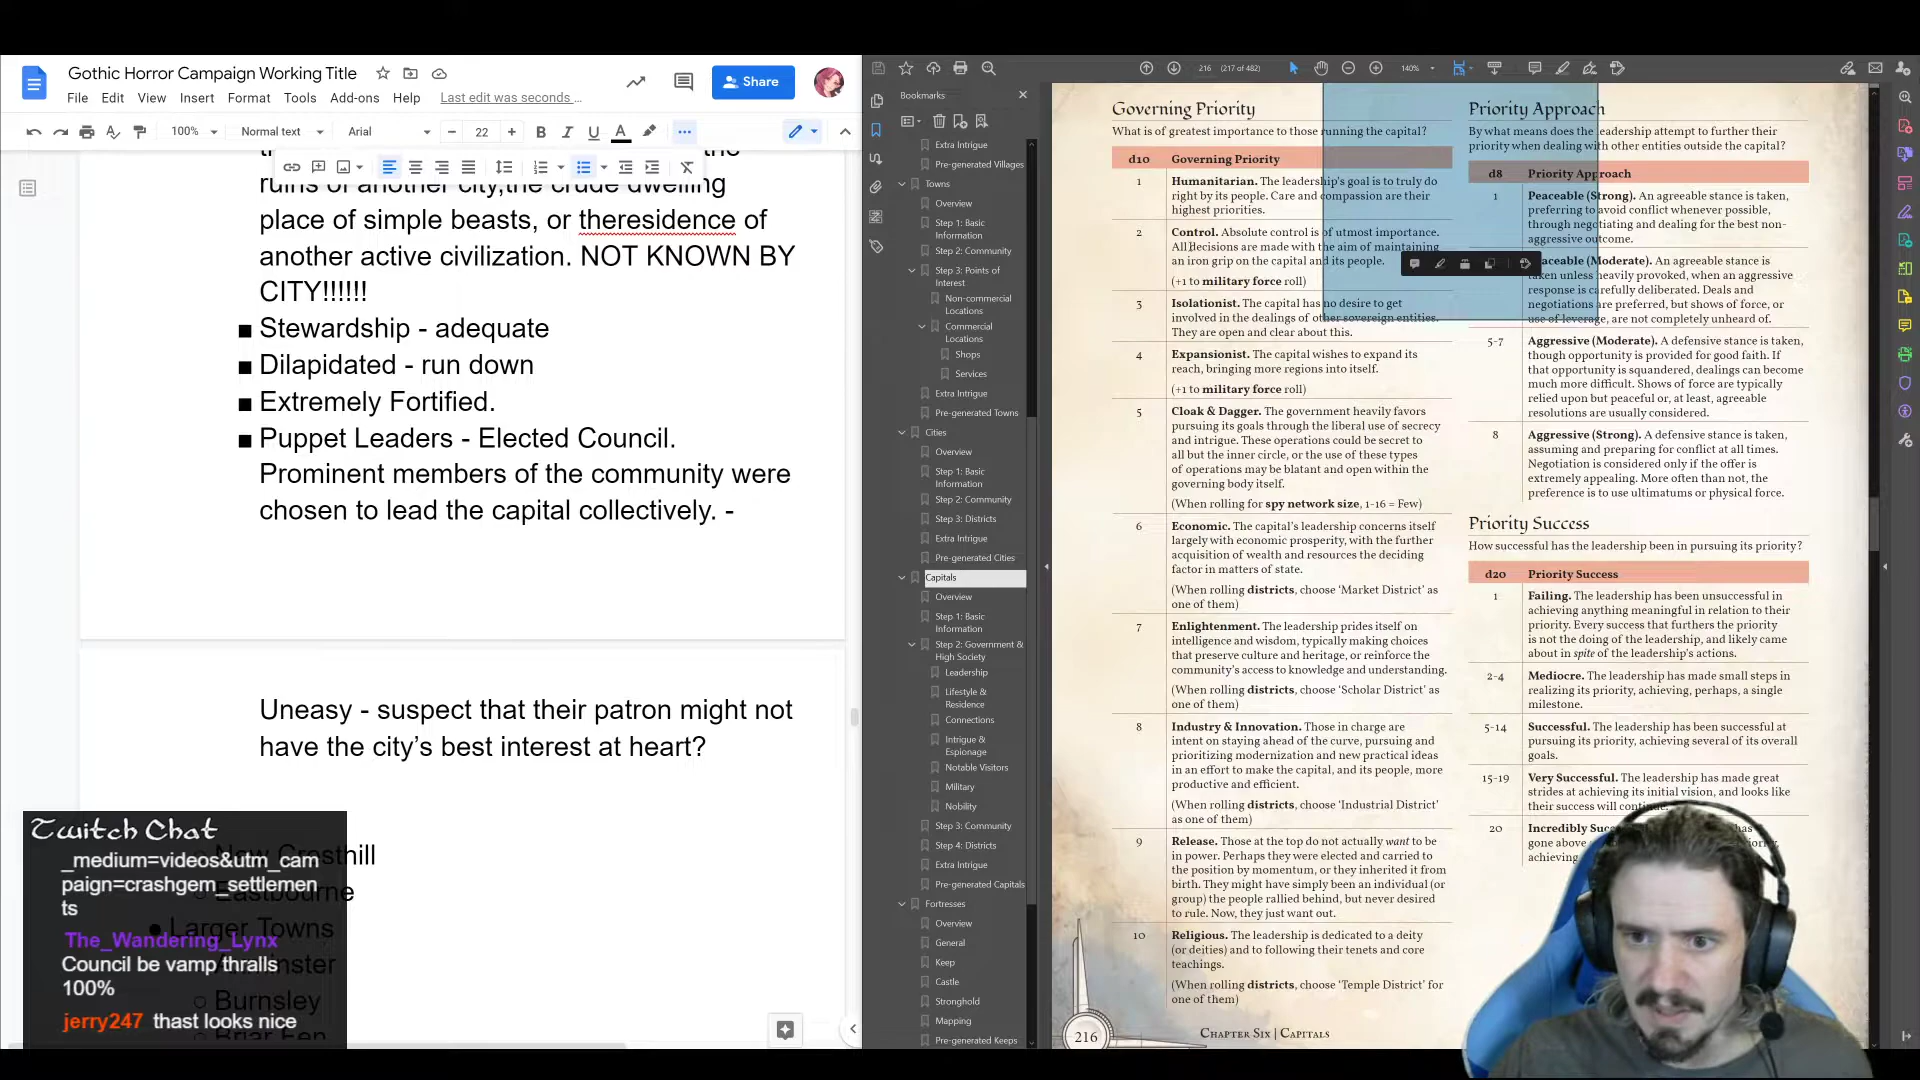 Gothic Horror Campaign Working Title
Share
File Edit View Insert Format Tools Add-ons Help Last edit was seconds ...
100% Normal text Arial 22
ruins of another city,the crude dwelling
place of simple beasts, or theresidence of
another active civilization. NOT KNOWN BY
CITY!!!!!!
■ Stewardship - adequate
■ Dilapidated - run down
■ Extremely Fortified.
■ Puppet Leaders - Elected Council.
Prominent members of the community were
chosen to lead the capital collectively. -
Uneasy - suspect that their patron might not
have the city's best interest at heart?
Eastbourne
● Larger Towns
○ Burnsley
Twitch Chat
_medium=videos&utm_cam
paign=crashgem_settlemen
ts
The_Wandering_Lynx
Council be vamp thralls
100%
jerry247 thast looks nice
216 (217 of 482) 140%
Bookmarks
Extra Intrigue
Pre-generated Villages
Towns
Overview
Step 1: Basic
Information
Step 2: Community
Step 3: Points of
Interest
Non-commercial
Locations
Commercial
Locations
Shops
Services
Extra Intrigue
Pre-generated Towns
Cities
Overview
Step 1: Basic
Information
Step 2: Community
Step 3: Districts
Extra Intrigue
Pre-generated Cities
Capitals
Overview
Step 1: Basic
Information
Step 2: Government &
High Society
Leadership
Lifestyle &
Residence
Connections
Intrigue &
Espionage
Notable Visitors
Military
Nobility
Step 3: Community
Step 4: Districts
Extra Intrigue
Pre-generated Capitals
Fortresses
Overview
General
Keep
Castle
Stronghold
Mapping
Pre-generated Keeps
Governing Priority
What is of greatest importance to those running the capital?
d10 Governing Priority
1 Humanitarian. The leadership's goal is to truly do
right by its people. Care and compassion are their
highest priorities.
2 Control. Absolute control is of utmost importance.
All decisions are made with the aim of maintaining
an iron grip on the capital and its people.
(+1 to military force roll)
3 Isolationist. The capital has no desire to get
involved in the dealings of other sovereign entities.
They are open and clear about this.
4 Expansionist. The capital wishes to expand its
reach, bringing more regions into itself.
(+1 to military force roll)
5 Cloak & Dagger. The government heavily favors
pursuing its goals through the liberal use of secrecy
and intrigue. These operations could be secret to
all but the inner circle, or the use of these types
of operations may be blatant and open within the
governing body itself.
(When rolling for spy network size, 1-16 = Few)
6 Economic. The capital's leadership concerns itself
largely with economic prosperity, with the further
acquisition of wealth and resources the deciding
factor in matters of state.
(When rolling districts, choose 'Market District' as
one of them)
7 Enlightenment. The leadership prides itself on
intelligence and wisdom, typically making choices
that preserve culture and heritage, or reinforce the
community's access to knowledge and understanding.
(When rolling districts, choose 'Scholar District' as
one of them)
8 Industry & Innovation. Those in charge are
intent on staying ahead of the curve, pursuing and
prioritizing modernization and new practical ideas
in an effort to make the capital, and its people, more
productive and efficient.
(When rolling districts, choose 'Industrial District'
as one of them)
9 Release. Those at the top do not actually want to be
in power. Perhaps they were elected and carried to
the position by momentum, or they inherited it from
birth. They might have simply been an individual (or
group) the people rallied behind, but never desired
to rule. Now, they just want out.
10 Religious. The leadership is dedicated to a deity
(or deities) and to following their tenets and core
teachings.
(When rolling districts, choose 'Temple District' for
one of them)
216 Chapter Six | Capitals
Priority Approach
By what means does the leadership attempt to further their
priority when dealing with other entities outside the capital?
d8 Priority Approach
1 Peaceable (Strong). An agreeable stance is taken,
preferring to avoid conflict whenever possible,
through negotiating and dealing for the best non-
aggressive outcome.
(Moderate). An agreeable stance is
taken unless heavily provoked, when an aggressive
response is carefully deliberated. Deals and
negotiations are preferred, but shows of force, or
use of leverage, are not completely unheard of.
5-7 Aggressive (Moderate). A defensive stance is taken,
though opportunity is provided for good faith. If
that opportunity is squandered, dealings can become
much more difficult. Shows of force are typically
relied upon but peaceful or, at least, agreeable
resolutions are usually considered.
8 Aggressive (Strong). A defensive stance is taken,
assuming and preparing for conflict at all times.
Negotiation is considered only if the offer is
extremely appealing. More often than not, the
preference is to use ultimatums or physical force.
Priority Success
How successful has the leadership been in pursuing its priority?
d20 Priority Success
1 Failing. The leadership has been unsuccessful in
achieving anything meaningful in relation to their
priority. Every success that furthers the priority
is not the doing of the leadership, and likely came
about in spite of the leadership's actions.
2-4 Mediocre. The leadership has made small steps in
realizing its priority, achieving, perhaps, a single
milestone.
5-14 Successful. The leadership has been successful at
pursuing its priority, achieving several of its overall
goals.
15-19 Very Successful. The leadership has made great
strides at achieving its initial vision, and looks like
their success will continue.
20 Incredibly
gone above
achieving